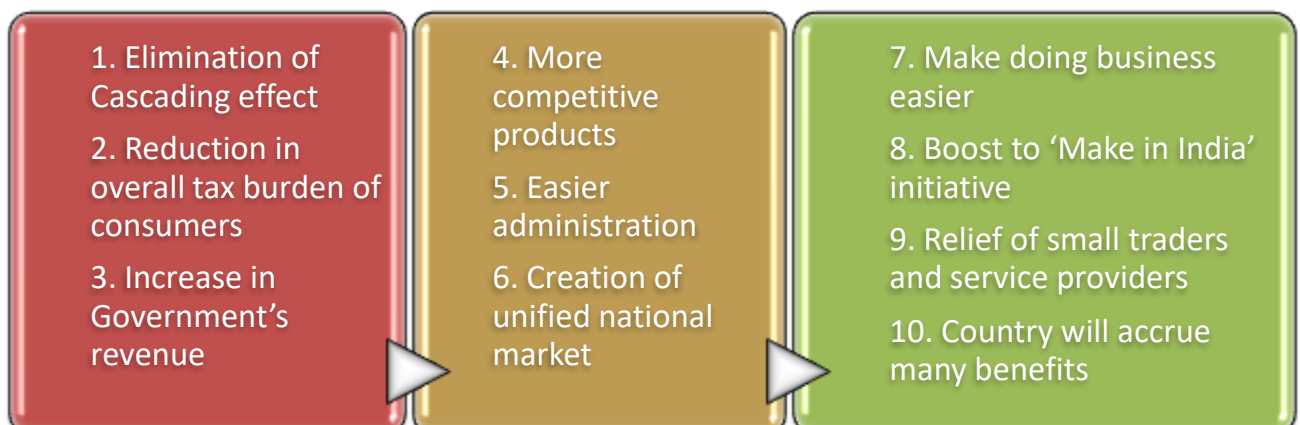 1. Elimination of
Cascading effect
2. Reduction in
overall tax burden of
consumers
3. Increase in
Government’s
revenue
4. More
competitive
products
5. Easier
administration
6. Creation of
unified national
market
7. Make doing business
easier
8. Boost to ‘Make in India’
initiative
9. Relief of small traders
and service providers
10. Country will accrue
many benefits